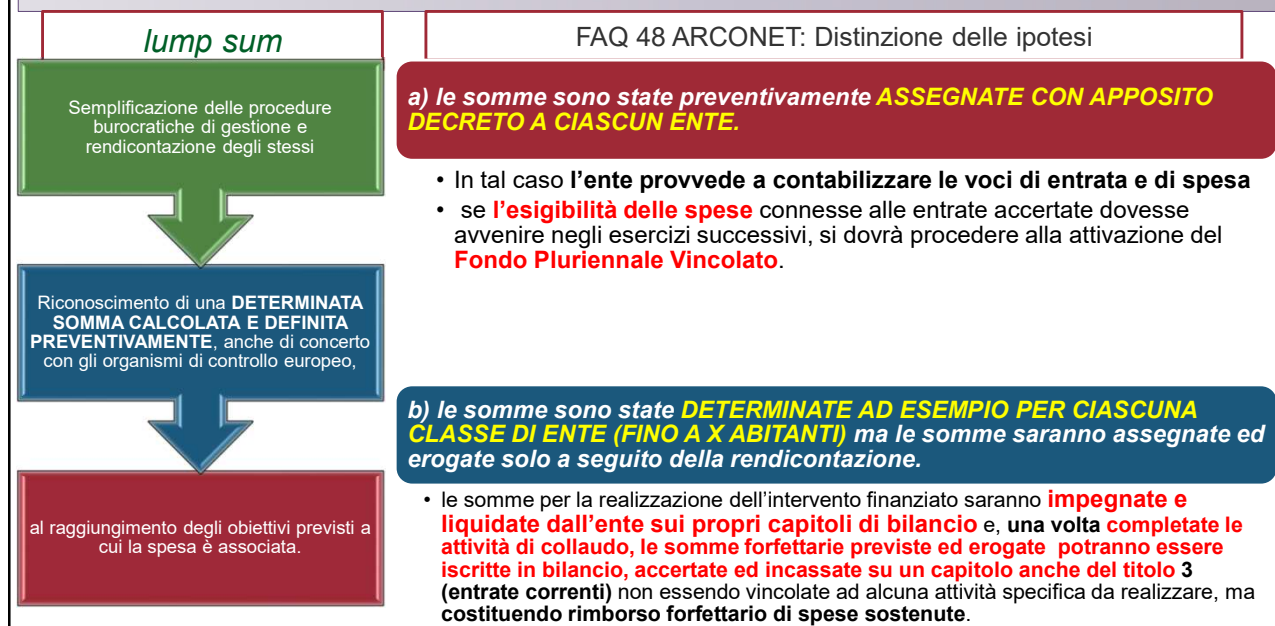 lump sum
Semplificazione delle procedure
burocratiche di gestione e
rendicontazione degli stessi
Riconoscimento di una DETERMINATA
SOMMA CALCOLATA E DEFINITA
PREVENTIVAMENTE, anche di concerto
con gli organismi di controllo europeo,
al raggiungimento degli obiettivi previsti a
cui la spesa è associata.
FAQ 48 ARCONET: Distinzione delle ipotesi
a) le somme sono state preventivamente ASSEGNATE CON APPOSITO
DECRETO A CIASCUN ENTE.
• In tal caso l’ente provvede a contabilizzare le voci di entrata e di spesa
• se l’esigibilità delle spese connesse alle entrate accertate dovesse
avvenire negli esercizi successivi, si dovrà procedere alla attivazione del
Fondo Pluriennale Vincolato.
b) le somme sono state DETERMINATE AD ESEMPIO PER CIASCUNA
CLASSE DI ENTE (FINO A X ABITANTI) ma le somme saranno assegnate ed
erogate solo a seguito della rendicontazione.
• le somme per la realizzazione dell’intervento finanziato saranno impegnate e
liquidate dall’ente sui propri capitoli di bilancio e, una volta completate le
attività di collaudo, le somme forfettarie previste ed erogate potranno essere
iscritte in bilancio, accertate ed incassate su un capitolo anche del titolo 3
(entrate correnti) non essendo vincolate ad alcuna attività specifica da realizzare, ma
costituendo rimborso forfettario di spese sostenute.